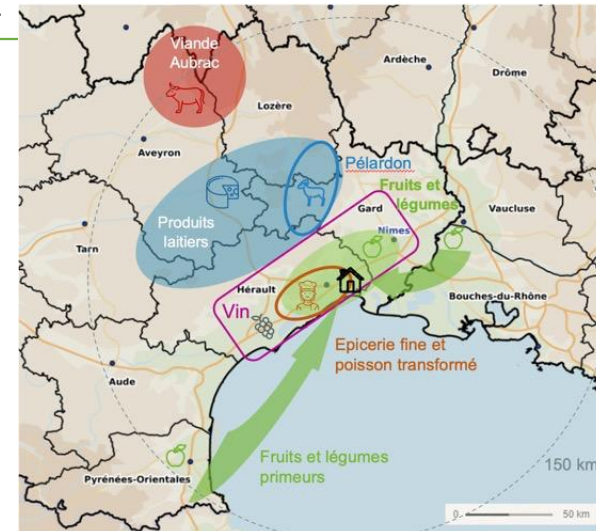 Viande
Aubrac
Ardèche
Drôme
Lozère
Aveyron
Pélardon
Fruits et
légumes
Gard
Vaucluse
Produits
laitiers
Nîmes
Tarn
Hérault
Bouches-du-Rhône
Vin
Epicerie fine et
poisson transformé
Aude
Fruits et légumes
primeurs
Pyrénées-Orientales
150 km
0
50 km